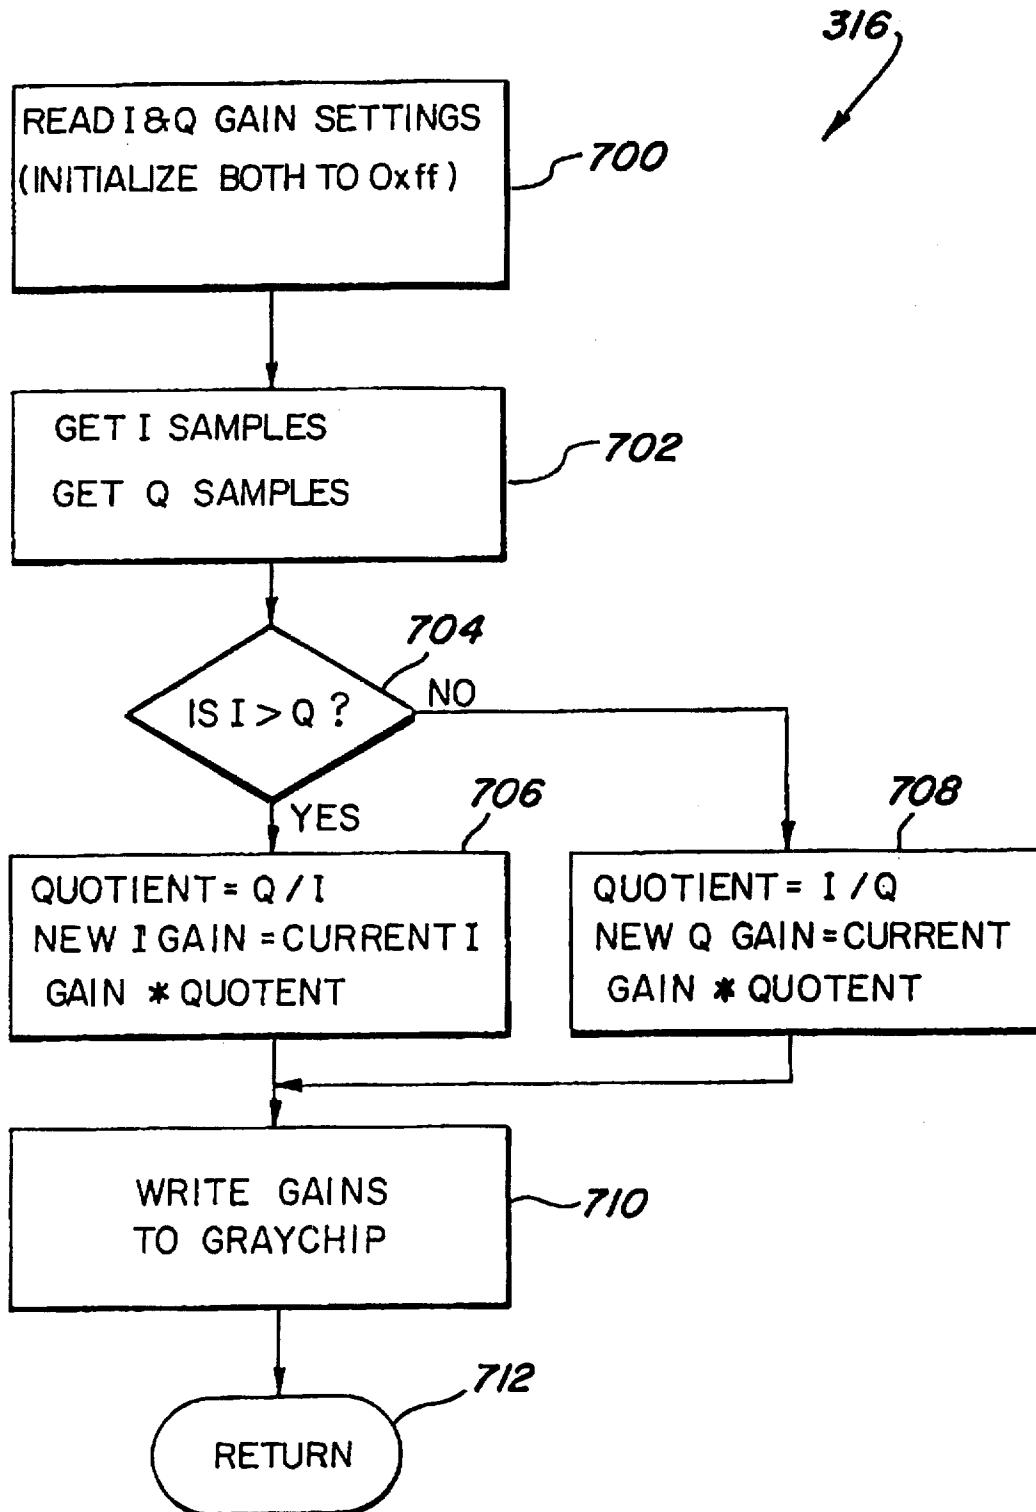 316
READ I & Q GAIN SETTINGS
(INITIALIZE BOTH TO 0xff)
700
GET I SAMPLES
GET Q SAMPLES
702
704
IS I > Q ?
NO
YES
706
QUOTIENT = Q / I
NEW I GAIN = CURRENT I
GAIN * QUOTENT
708
QUOTIENT = I / Q
NEW Q GAIN = CURRENT
GAIN * QUOTENT
WRITE GAINS
TO GRAYCHIP
710
712
RETURN